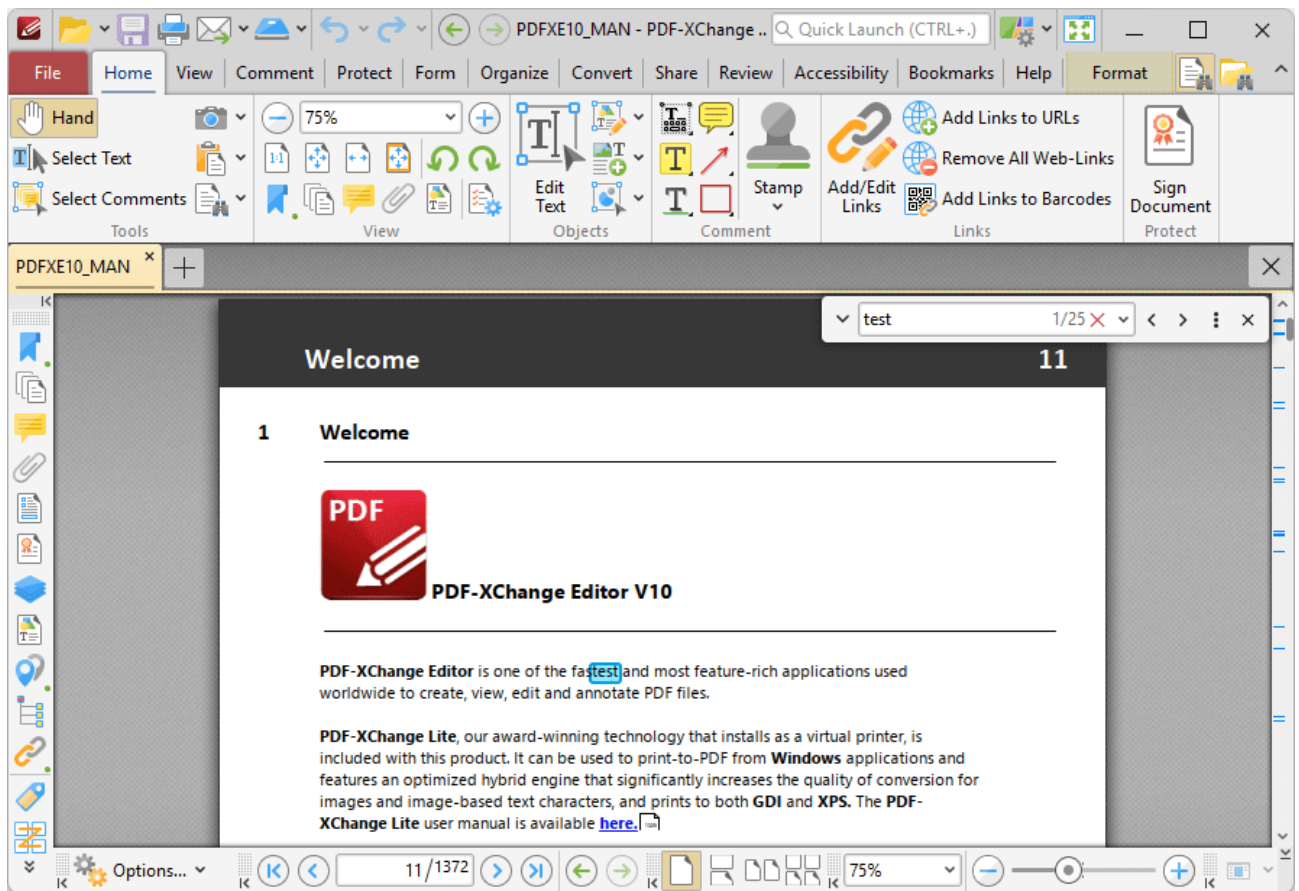 PDFXE10_MAN - PDF-XChange .. Quick Launch (CTRL+.)
File Home View Comment Protect Form Organize Convert Share Review Accessibility Bookmarks Help Format
Hand 75% Add Links to URLs
Select Text 1:1 Remove All Web-Links
Select Comments Edit Text Stamp Add/Edit Links Add Links to Barcodes Sign Document
Tools View Objects Comment Links Protect
PDFXE10_MAN
test 1/25
Welcome 11
1 Welcome
PDF
PDF-XChange Editor V10
PDF-XChange Editor is one of the fastest and most feature-rich applications used
worldwide to create, view, edit and annotate PDF files.
PDF-XChange Lite, our award-winning technology that installs as a virtual printer, is
included with this product. It can be used to print-to-PDF from Windows applications and
features an optimized hybrid engine that significantly increases the quality of conversion for
images and image-based text characters, and prints to both GDI and XPS. The PDF-
XChange Lite user manual is available here.
Options... 11/1372 75%